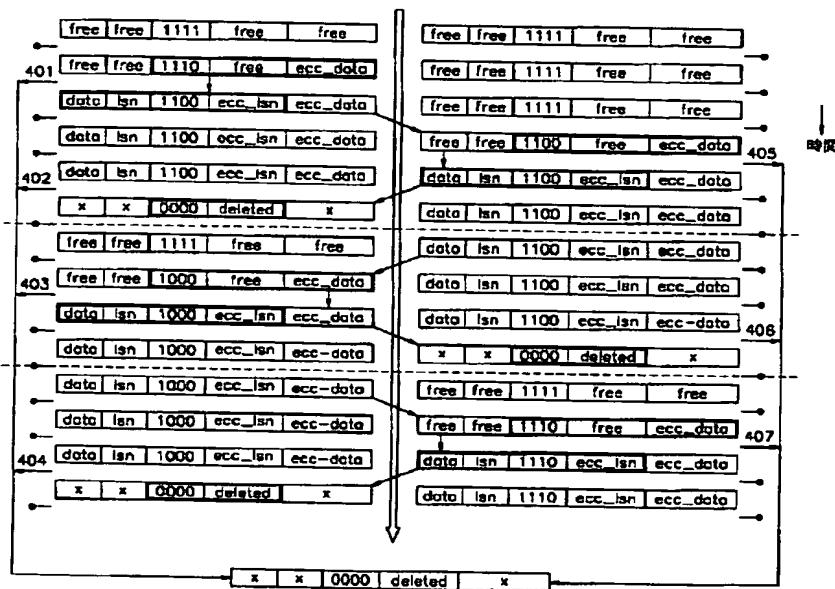 free free 1111 free free
401
free free 1110 free ecc_data
data lsn 1100 ecc_lsn ecc_data
data lsn 1100 ecc_lsn ecc_data
402
data lsn 1100 ecc_lsn ecc_data
x x 0000 deleted x
free free 1111 free free
403
free free 1000 free ecc_data
data lsn 1000 ecc_lsn ecc_data
data lsn 1000 ecc_lsn ecc-data
data lsn 1000 ecc_lsn ecc-data
data lsn 1000 ecc_lsn ecc-data
404
data lsn 1000 ecc_lsn ecc-data
x x 0000 deleted x
free free 1111 free free
free free 1111 free free
free free 1111 free free
free free 1100 free ecc_data
405
data lsn 1100 ecc_lsn ecc_data
data lsn 1100 ecc_lsn ecc_data
data lsn 1100 ecc_lsn ecc_data
data lsn 1100 ecc_lsn ecc_data
data lsn 1100 ecc_lsn ecc-data
406
x x 0000 deleted x
free free 1111 free free
free free 1110 free ecc_data
407
data lsn 1110 ecc_lsn ecc_data
data lsn 1110 ecc_lsn ecc_data
時間
x x 0000 deleted x